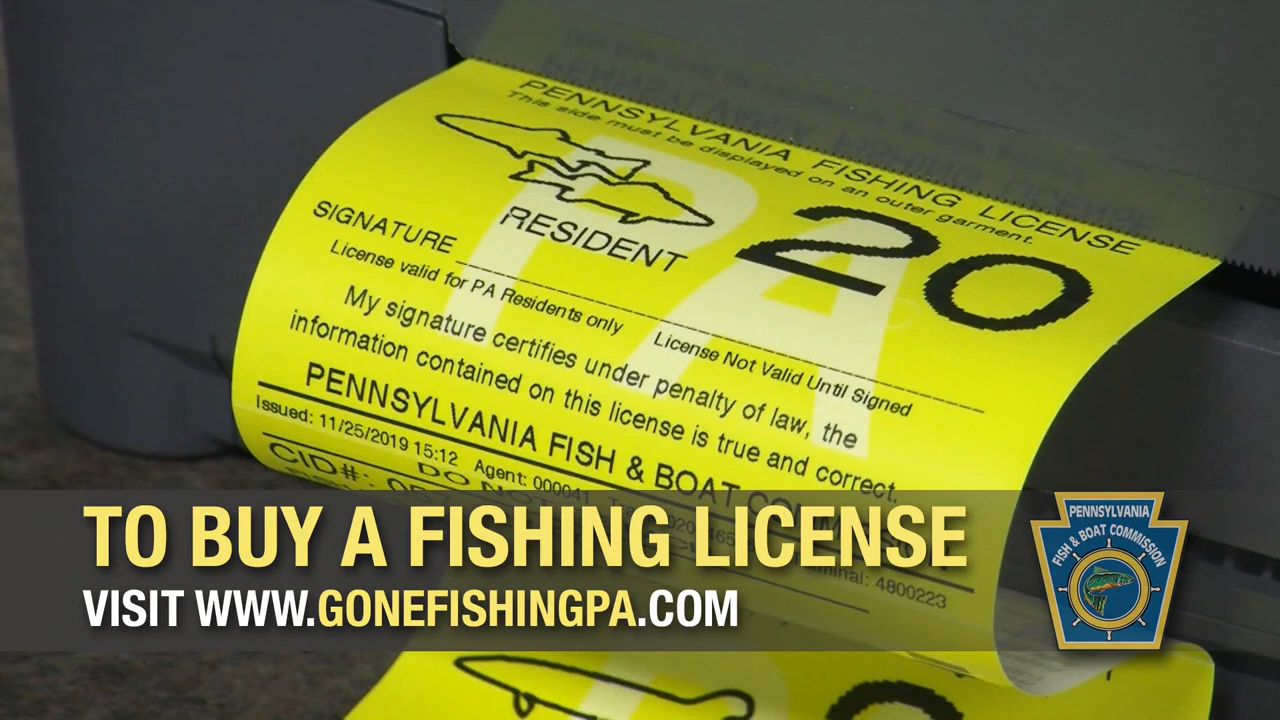 PENNSYLVANIA FISHING LICENSE
This side must be displayed on an outer garment.
RESIDENT
20
SIGNATURE
License valid for PA Residents only
License Not Valid Until Signed
My signature certifies under penalty of law, the
information contained on this license is true and correct.
PENNSYLVANIA FISH & BOAT
Issued: 11/25/2019 15:12 Agent: 000041
4800223
CID#:
DO NOT
TO BUY A FISHING LICENSE
VISIT WWW.GONEFISHINGPA.COM
PENNSYLVANIA
FISH & BOAT COMMISSION